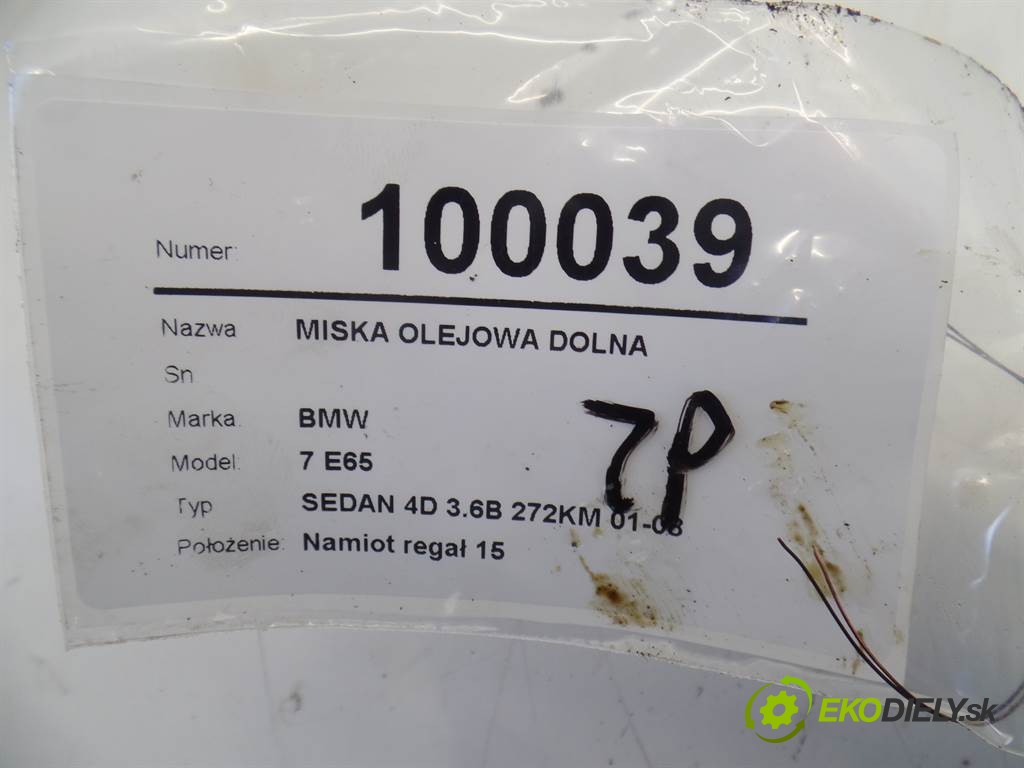 Numer: 100039
Nazwa MISKA OLEJOWA DOLNA
Sn
Marka BMW
Model: 7 E65
Typ SEDAN 4D 3.6B 272KM 01-08
Położenie: Namiot regał 15
EKODIELY.sk